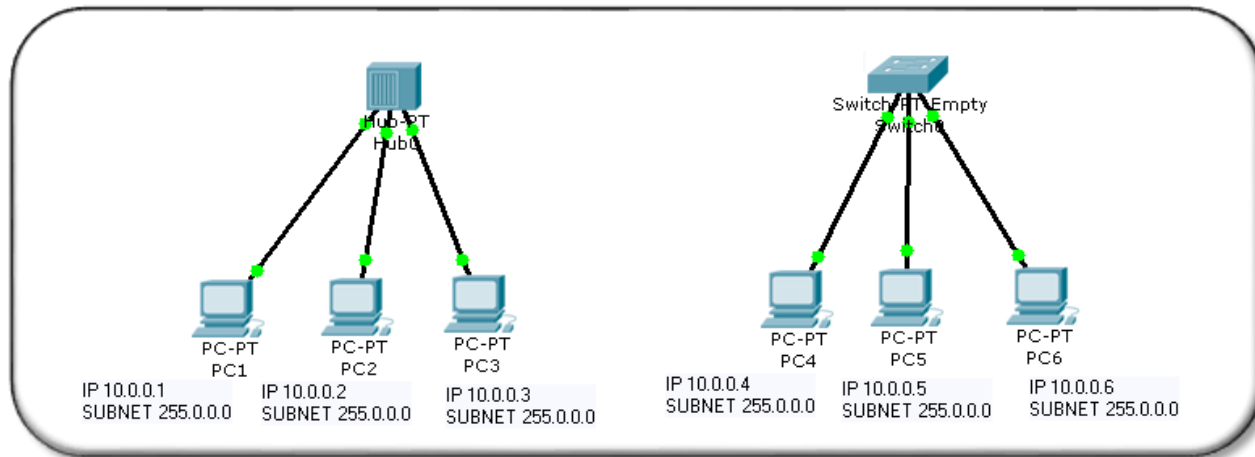 Hub-PT
Hub0
Switch-PT-Empty
Switch0
PC-PT
PC1
PC-PT
PC2
PC-PT
PC3
PC-PT
PC4
PC-PT
PC5
PC-PT
PC6
IP 10.0.0.1
SUBNET 255.0.0.0
IP 10.0.0.2
SUBNET 255.0.0.0
IP 10.0.0.3
SUBNET 255.0.0.0
IP 10.0.0.4
SUBNET 255.0.0.0
IP 10.0.0.5
SUBNET 255.0.0.0
IP 10.0.0.6
SUBNET 255.0.0.0